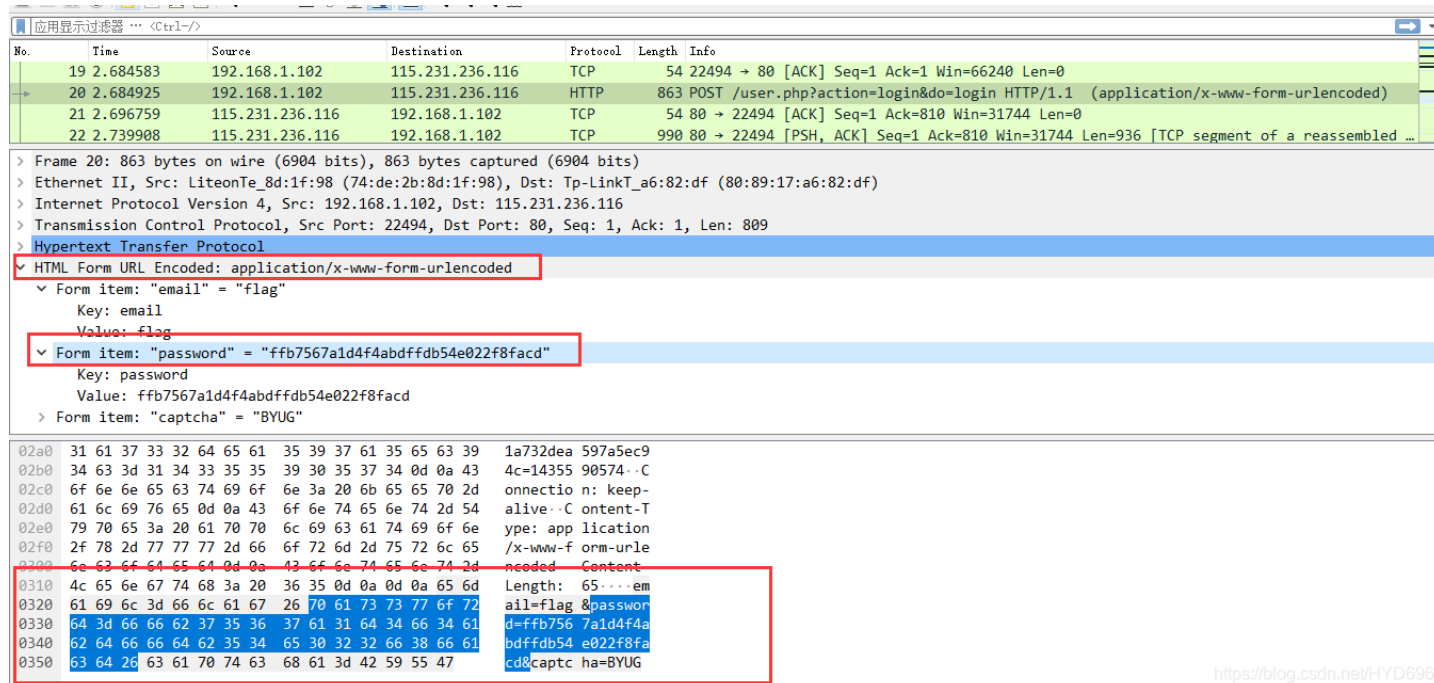 应用显示过滤器 … <Ctrl-/>
No. Time Source Destination Protocol Length Info
19 2.684583 192.168.1.102 115.231.236.116 TCP 54 22494 → 80 [ACK] Seq=1 Ack=1 Win=66240 Len=0
20 2.684925 192.168.1.102 115.231.236.116 HTTP 863 POST /user.php?action=login&do=login HTTP/1.1 (application/x-www-form-urlencoded)
21 2.696759 115.231.236.116 192.168.1.102 TCP 54 80 → 22494 [ACK] Seq=1 Ack=810 Win=31744 Len=0
22 2.739908 115.231.236.116 192.168.1.102 TCP 990 80 → 22494 [PSH, ACK] Seq=1 Ack=810 Win=31744 Len=936 [TCP segment of a reassembled …
> Frame 20: 863 bytes on wire (6904 bits), 863 bytes captured (6904 bits)
> Ethernet II, Src: LiteonTe_8d:1f:98 (74:de:2b:8d:1f:98), Dst: Tp-LinkT_a6:82:df (80:89:17:a6:82:df)
> Internet Protocol Version 4, Src: 192.168.1.102, Dst: 115.231.236.116
> Transmission Control Protocol, Src Port: 22494, Dst Port: 80, Seq: 1, Ack: 1, Len: 809
> Hypertext Transfer Protocol
HTML Form URL Encoded: application/x-www-form-urlencoded
Form item: "email" = "flag"
Key: email
Value: flag
Form item: "password" = "ffb7567a1d4f4abdffdb54e022f8facd"
Key: password
Value: ffb7567a1d4f4abdffdb54e022f8facd
> Form item: "captcha" = "BYUG"
02a0 31 61 37 33 32 64 65 61 35 39 37 61 35 65 63 39 1a732dea 597a5ec9
02b0 34 63 3d 31 34 33 35 35 39 30 35 37 34 0d 0a 43 4c=14355 90574··C
02c0 6f 6e 6e 65 63 74 69 6f 6e 3a 20 6b 65 65 70 2d onnectio n: keep-
02d0 61 6c 69 76 65 0d 0a 43 6f 6e 74 65 6e 74 2d 54 alive··C ontent-T
02e0 79 70 65 3a 20 61 70 70 6c 69 63 61 74 69 6f 6e ype: app lication
02f0 2f 78 2d 77 77 77 2d 66 6f 72 6d 2d 75 72 6c 65 /x-www-f orm-urle
0300 6e 63 6f 64 65 64 0d 0a 43 6f 6e 74 65 6e 74 2d ncoded·· Content-
0310 4c 65 6e 67 74 68 3a 20 36 35 0d 0a 0d 0a 65 6d Length: 65····em
0320 61 69 6c 3d 66 6c 61 67 26 70 61 73 73 77 6f 72 ail=flag &passwor
0330 64 3d 66 66 62 37 35 36 37 61 31 64 34 66 34 61 d=ffb756 7a1d4f4a
0340 62 64 66 66 64 62 35 34 65 30 32 32 66 38 66 61 bdffdb54 e022f8fa
0350 63 64 26 63 61 70 74 63 68 61 3d 42 59 55 47 cd&captc ha=BYUG
https://blog.csdn.net/HYD696